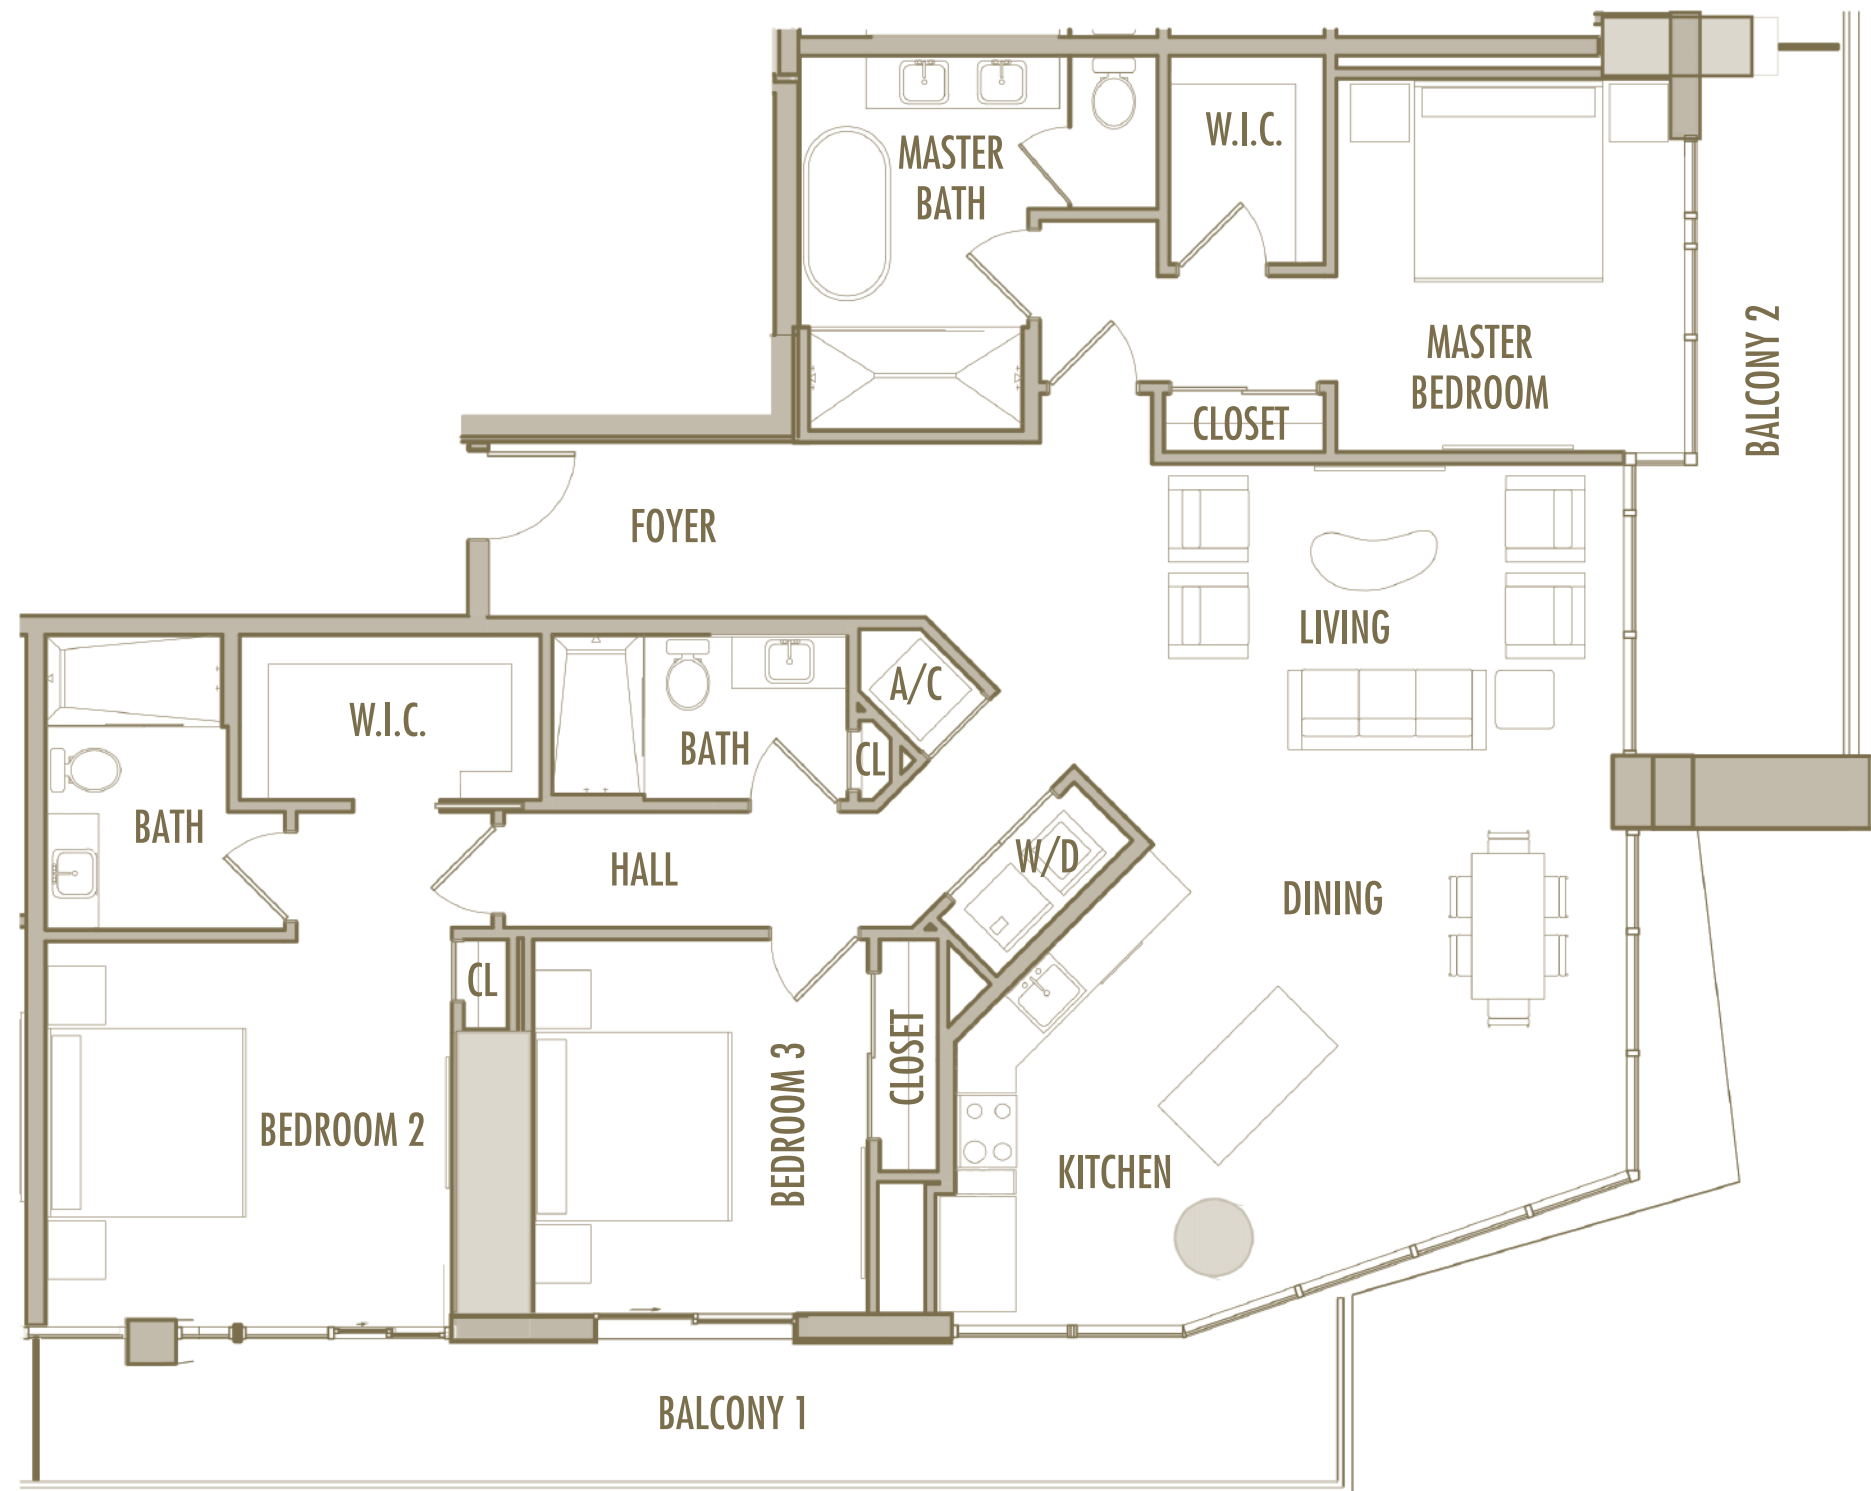 W.I.C.
MASTER
BATH
MASTER
BEDROOM
BALCONY 2
CLOSET
FOYER
LIVING
A/C
W.I.C.
BATH
CL
BATH
W/D
HALL
DINING
CL
CLOSET
BEDROOM 3
BEDROOM 2
KITCHEN
BALCONY 1